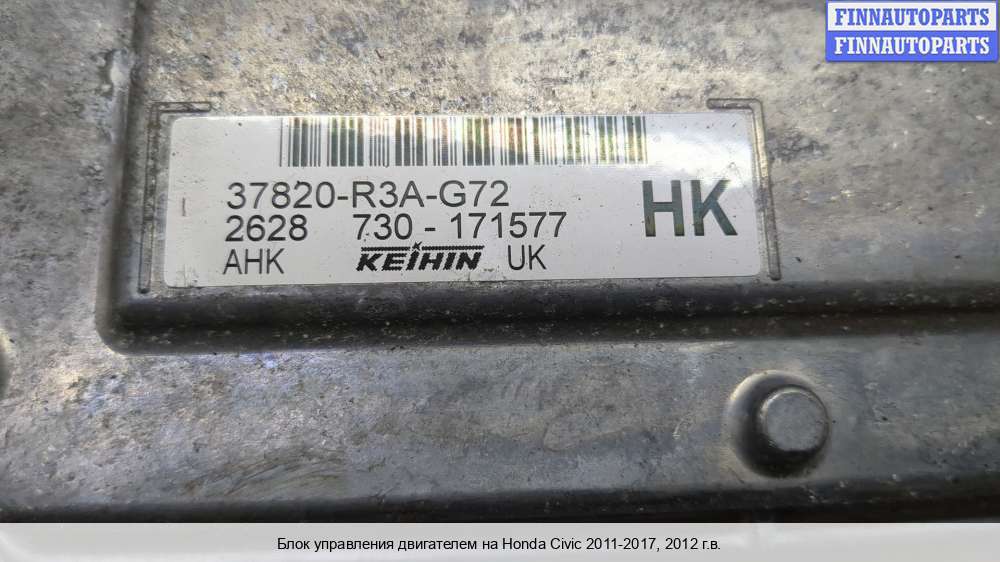 FINNAUTOPARTS
FINNAUTOPARTS
37820-R3A-G72
2628 730 - 171577
HK
AHK KEIHIN UK
Блок управления двигателем на Honda Civic 2011-2017, 2012 г.в.